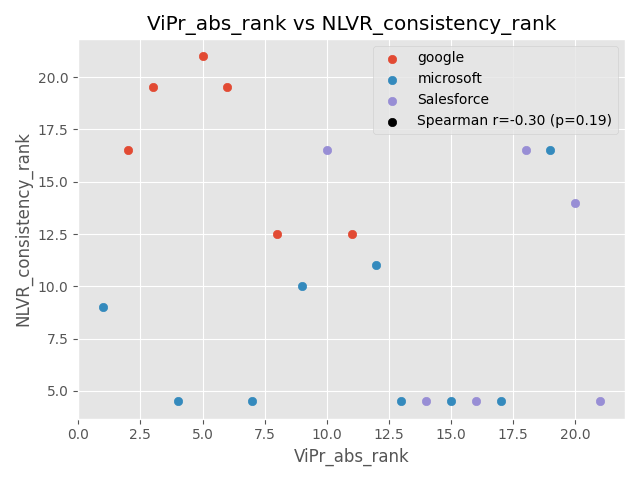 ViPr_abs_rank vs NLVR_consistency_rank
google
microsoft
Salesforce
Spearman r=-0.30 (p=0.19)
NLVR_consistency_rank
20.0
17.5
15.0
12.5
10.0
7.5
5.0
0.0 2.5 5.0 7.5 10.0 12.5 15.0 17.5 20.0
ViPr_abs_rank